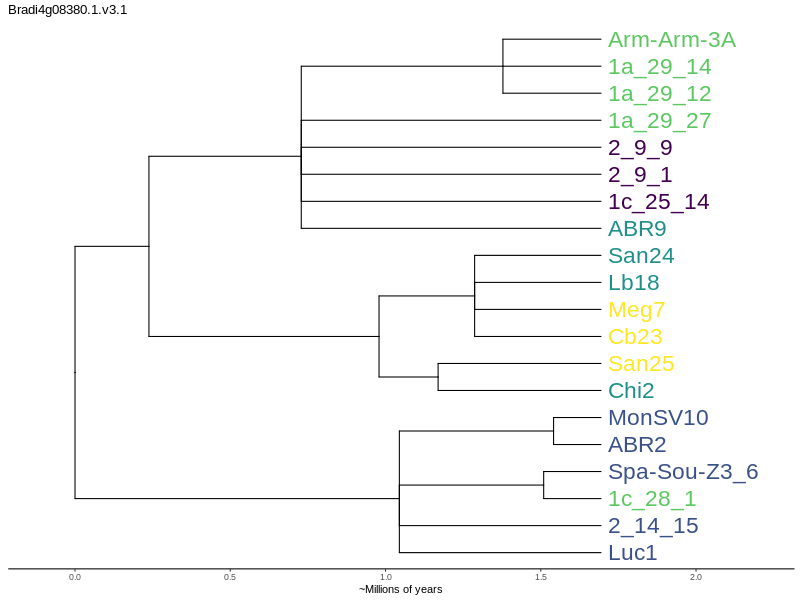 Bradi4g08380.1.v3.1
Arm-Arm-3A
1a_29_14
1a_29_12
1a_29_27
2_9_9
2_9_1
1c_25_14
ABR9
San24
Lb18
Meg7
Cb23
San25
Chi2
MonSV10
ABR2
Spa-Sou-Z3_6
1c_28_1
2_14_15
Luc1
0.0 0.5 1.0 1.5 2.0
~Millions of years